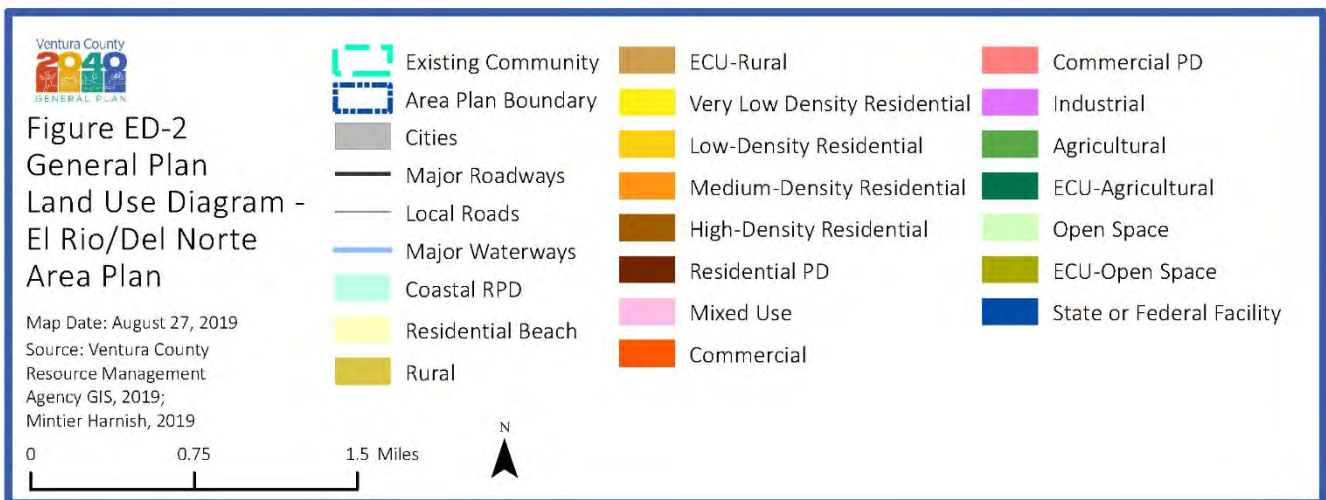 Ventura County
2040
GENERAL PLAN
Figure ED-2
General Plan
Land Use Diagram -
El Rio/Del Norte
Area Plan
Map Date: August 27, 2019
Source: Ventura County
Resource Management
Agency GIS, 2019;
Mintier Harnish, 2019
0 0.75 1.5 Miles
Existing Community
Area Plan Boundary
Cities
Major Roadways
Local Roads
Major Waterways
Coastal RPD
Residential Beach
Rural
N
ECU-Rural
Very Low Density Residential
Low-Density Residential
Medium-Density Residential
High-Density Residential
Residential PD
Mixed Use
Commercial
Commercial PD
Industrial
Agricultural
ECU-Agricultural
Open Space
ECU-Open Space
State or Federal Facility